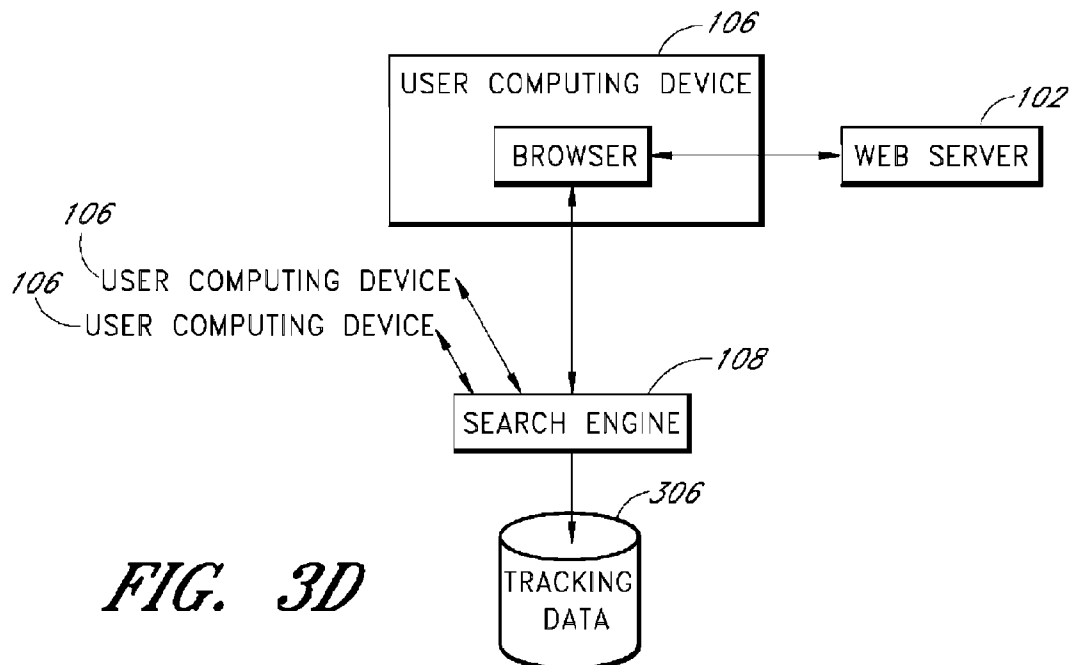 106
USER COMPUTING DEVICE
102
BROWSER
WEB SERVER
106
USER COMPUTING DEVICE
106
USER COMPUTING DEVICE
108
SEARCH ENGINE
306
TRACKING
DATA
FIG. 3D